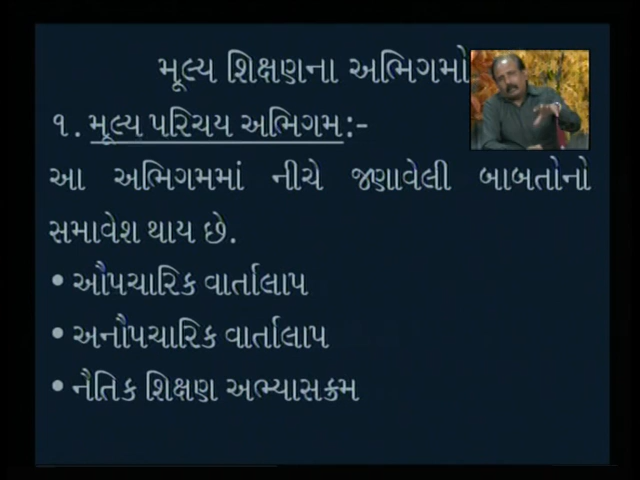 મૂલ્ય શિક્ષણના અભિગમો
૧. મૂલ્ય પરિચય અભિગમ:-
આ અભિગમમાં નીચે જણાવેલી બાબતોનો
સમાવેશ થાય છે.
• ઔપચારિક વાર્તાલાપ
• અનૌપચારિક વાર્તાલાપ
• નૈતિક શિક્ષણ અભ્યાસક્રમ